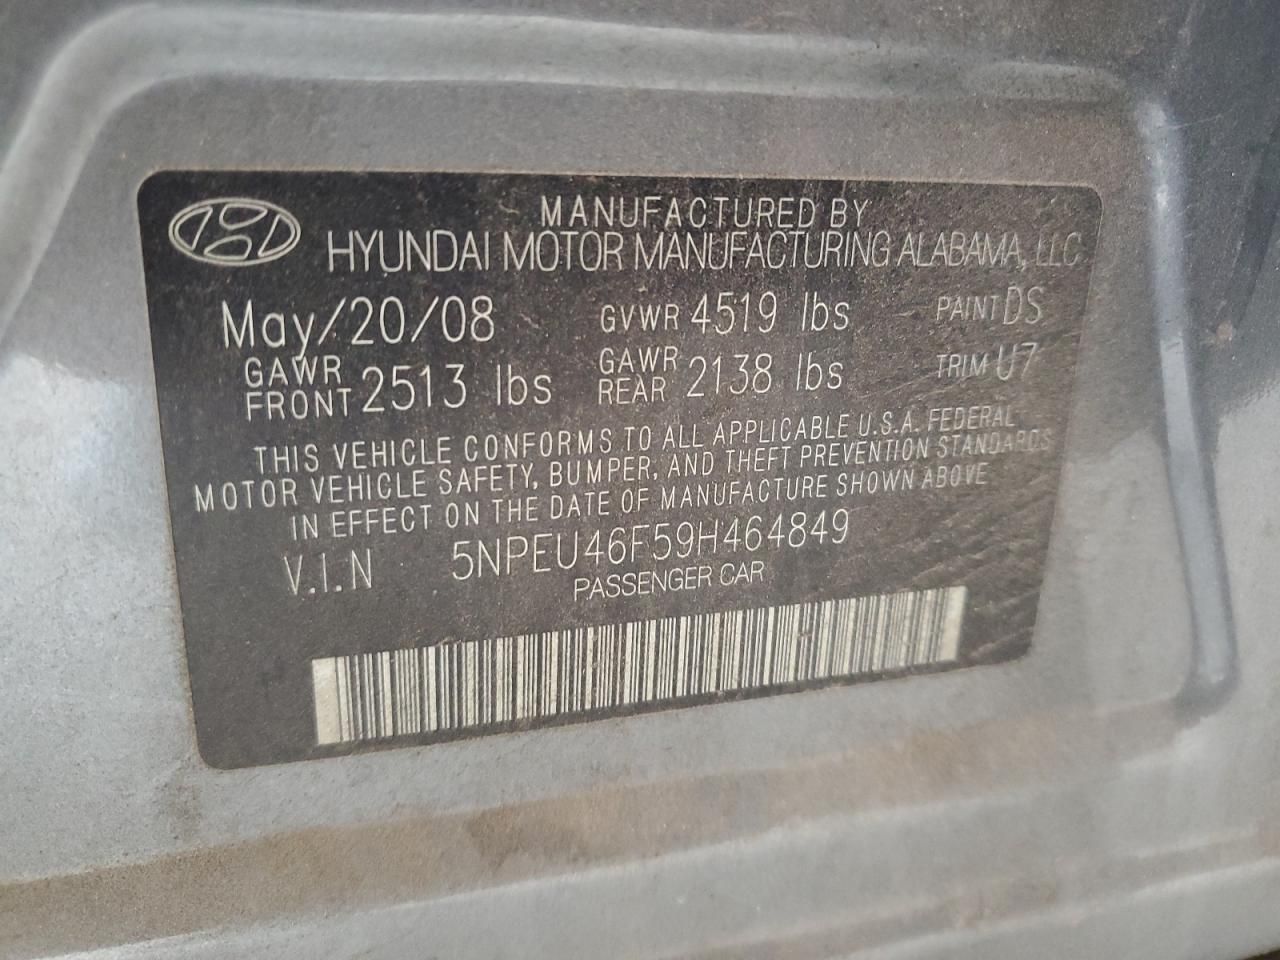 MANUFACTURED BY
HYUNDAI MOTOR MANUFACTURING ALABAMA, LLC
May/20/08 GVWR 4519 lbs PAINT DS
GAWR FRONT 2513 lbs GAWR REAR 2138 lbs TRIM U7
THIS VEHICLE CONFORMS TO ALL APPLICABLE U.S.A. FEDERAL
MOTOR VEHICLE SAFETY, BUMPER, AND THEFT PREVENTION STANDARDS
IN EFFECT ON THE DATE OF MANUFACTURE SHOWN ABOVE
V.I.N 5NPEU46F59H464849
PASSENGER CAR